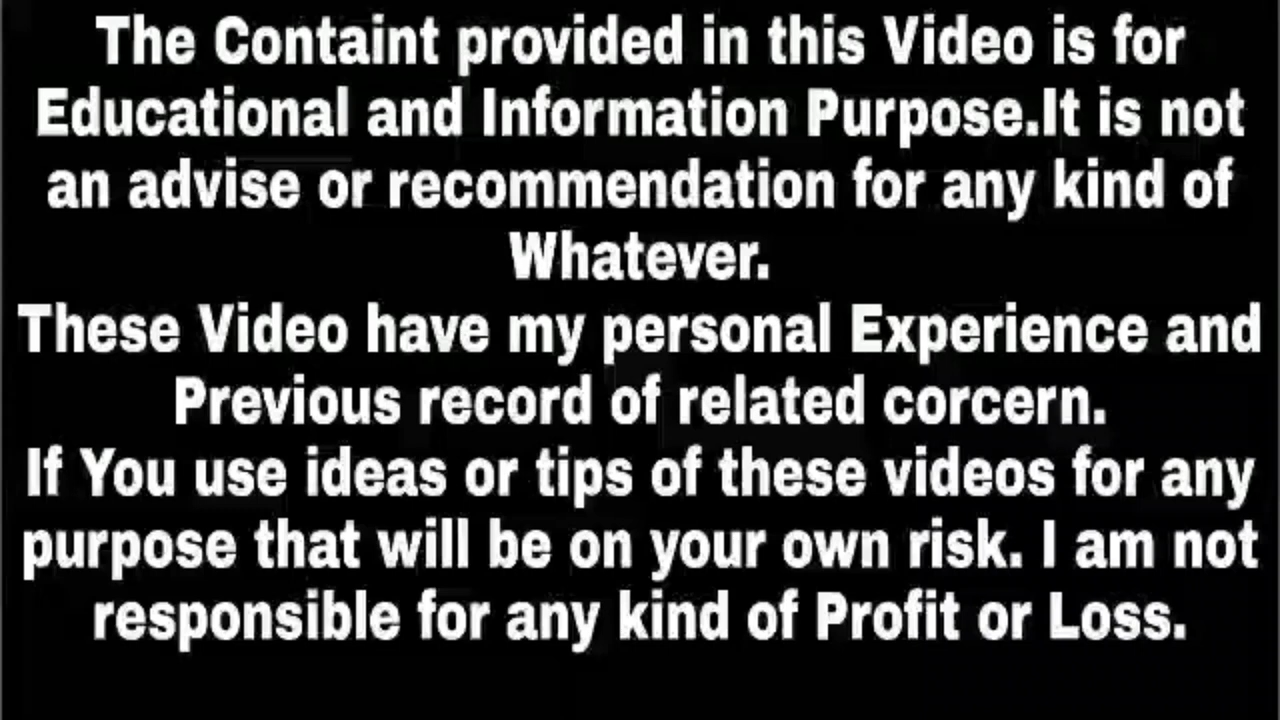 The Containt provided in this Video is for
Educational and Information Purpose.It is not
an advise or recommendation for any kind of
Whatever.
These Video have my personal Experience and
Previous record of related corcern.
If You use ideas or tips of these videos for any
purpose that will be on your own risk. I am not
responsible for any kind of Profit or Loss.